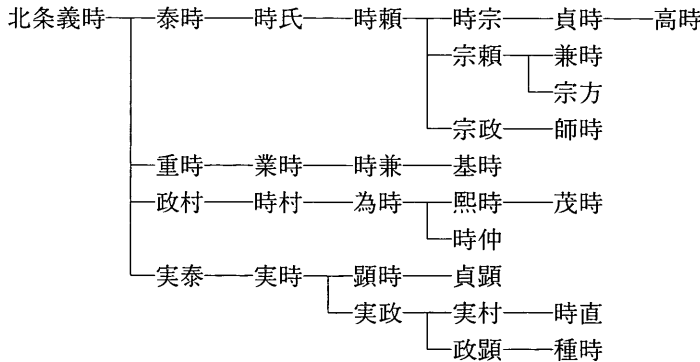 北条義時 泰時 時氏 時頼 時宗 貞時 高時
宗頼 兼時
宗方
宗政 師時
重時 業時 時兼 基時
政村 時村 為時 熙時 茂時
時仲
実泰 実時 顕時 貞顕
実政 実村 時直
政顕 種時